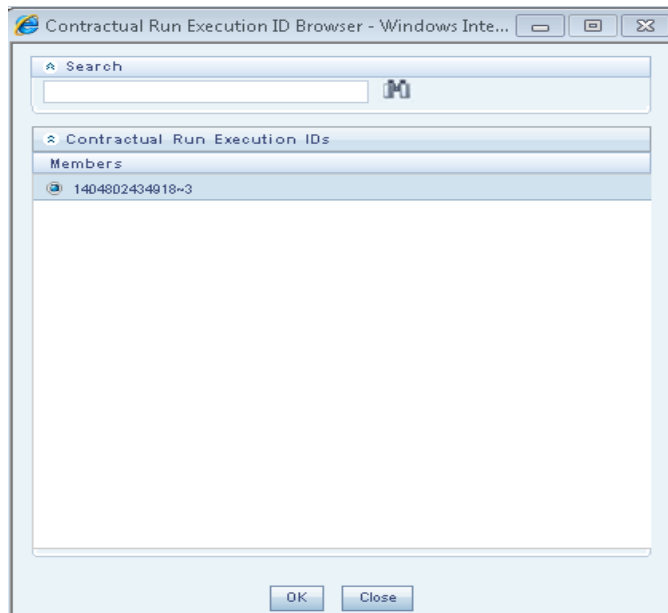 Contractual Run Execution ID Browser - Windows Inte...
Search
Contractual Run Execution IDs
Members
1404802434918~3
OK
Close